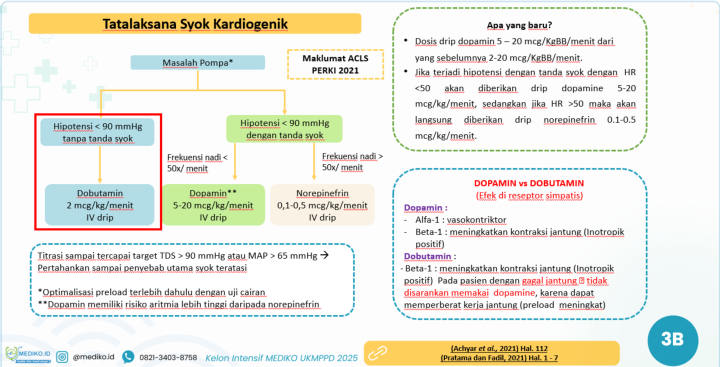 Tatalaksana Syok Kardiogenik
Masalah Pompa*
Maklumat ACLS
PERKI 2021
Hipotensi < 90 mmHg
tanpa tanda syok
Hipotensi < 90 mmHg
dengan tanda syok
Frekuensi nadi <
50x/ menit
Frekuensi nadi >
50x/ menit
Dobutamin
2 mcg/kg/menit
IV drip
Dopamin**
5-20 mcg/kg/menit
IV drip
Norepinefrin
0,1-0,5 mcg/kg/menit
IV drip
Titrasi sampai tercapai target TDS > 90 mmHg atau MAP > 65 mmHg →
Pertahankan sampai penyebab utama syok teratasi
*Optimalisasi preload terlebih dahulu dengan uji cairan
**Dopamin memiliki risiko aritmia lebih tinggi daripada norepinefrin
Apa yang baru?
• Dosis drip dopamin 5 – 20 mcg/KgBB/menit dari
yang sebelumnya 2-20 mcg/KgBB/menit.
• Jika terjadi hipotensi dengan tanda syok dengan HR
<50 akan diberikan drip dopamine 5-20
mcg/kg/menit, sedangkan jika HR >50 maka akan
langsung diberikan drip norepinefrin 0.1-0.5
mcg/kg/menit.
DOPAMIN vs DOBUTAMIN
(Efek di reseptor simpatis)
Dopamin :
- Alfa-1 : vasokontriktor
- Beta-1 : meningkatkan kontraksi jantung (Inotropik
positif)
Dobutamin :
- Beta-1 : meningkatkan kontraksi jantung (Inotropik
positif) Pada pasien dengan gagal jantung tidak
disarankan memakai dopamine, karena dapat
memperberat kerja jantung (preload meningkat)
3B
MEDIKO.ID
@mediko.id
0821-3403-8758
Kelon Intensif MEDIKO UKMPPD 2025
(Achyar et al., 2021) Hal. 112
(Pratama dan Fadil, 2021) Hal. 1 - 7